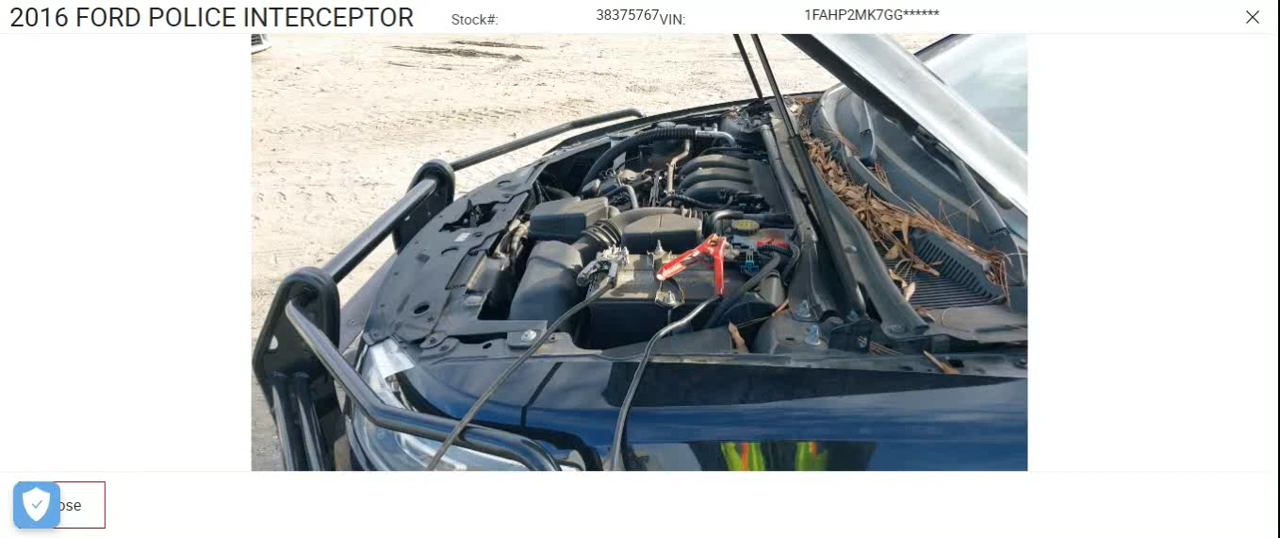 2016 FORD POLICE INTERCEPTOR Stock#: 38375767 VIN: 1FAHP2MK7GG******
ose